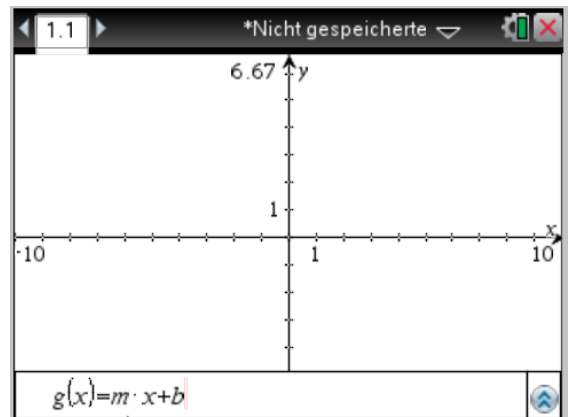 1.1 *Nicht gespeicherte
6.67 y
1
x
-10 1 10
g(x)=m· x+b